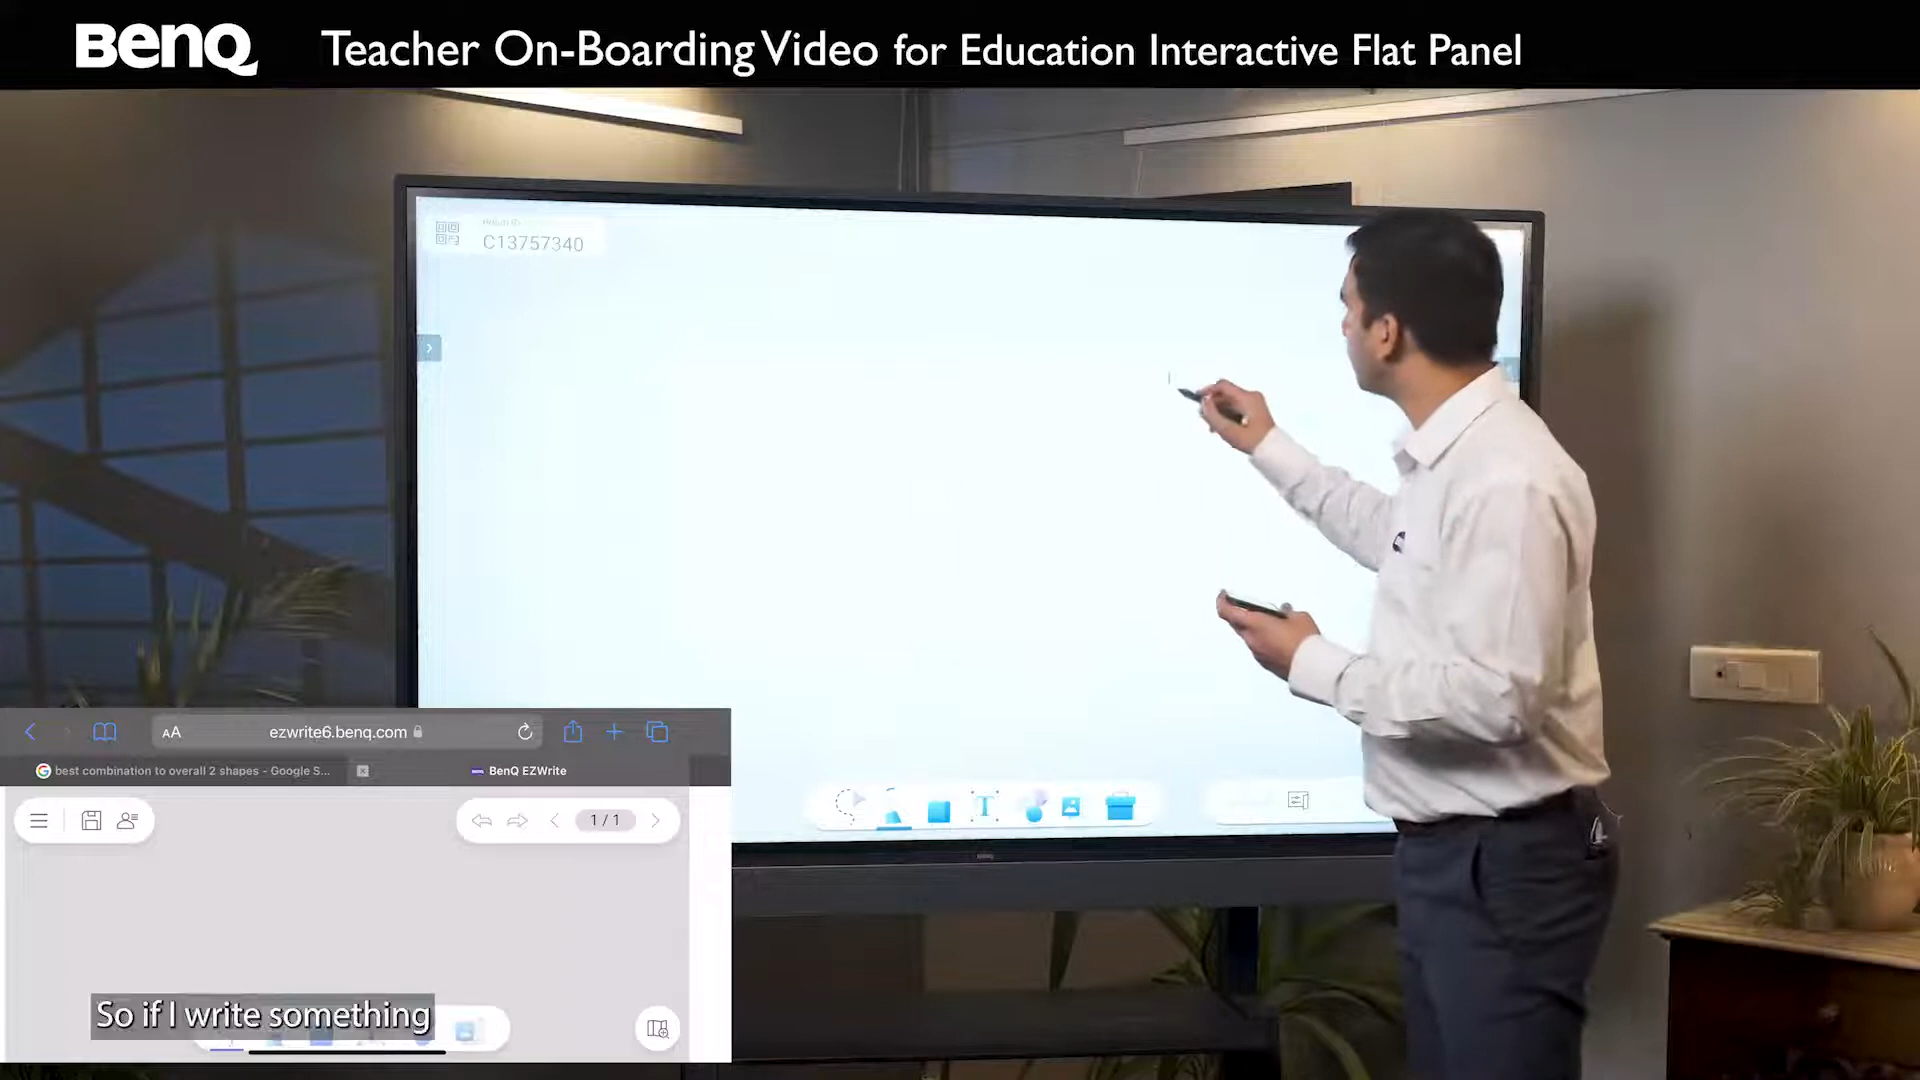 BenQ
Teacher On-Boarding Video for Education Interactive Flat Panel
C13757340
AA
ezwrite6.benq.com
best combination to overall 2 shapes - Google S...
BenQ EZWrite
1 / 1
T
So if I write something